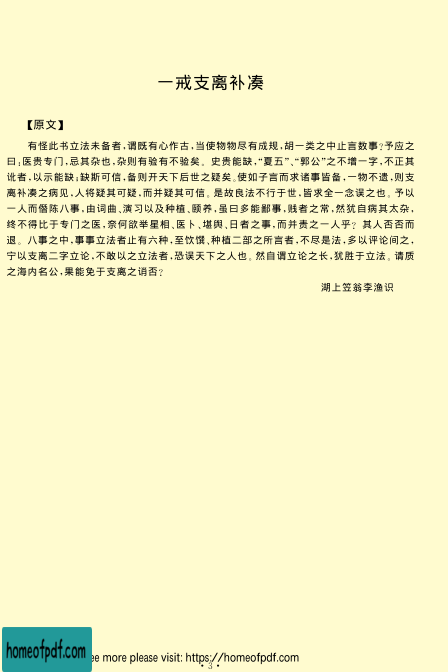 一戒支离补凑
【原文】
有怪此书立法未备者,谓既有心作古,当使物物尽有成规,胡一类之中止言数事?予应之
曰:医贵专门,忌其杂也,杂则有验有不验矣。史贵能缺,“夏五”、“郭公”之不增一字,不正其
讹者,以示能缺;缺斯可信,备则开天下后世之疑矣。使如子言而求诸事皆备,一物不遗,则支
离补凑之病见,人将疑其可疑,而并疑其可信。是故良法不行于世,皆求全一念误之也。予以
一人而僭陈八事,由词曲、演习以及种植、颐养,虽曰多能鄙事,贱者之常,然犹自病其太杂,
终不得比于专门之医,奈何欲举星相、医卜、堪舆、日者之事,而并责之一人乎?其人否否而
退。八事之中,事事立法者止有六种,至饮馔、种植二部之所言者,不尽是法,多以评论间之,
宁以支离二字立论,不敢以之立法者,恐误天下之人也。然自谓立论之长,犹胜于立法。请质
之海内名公,果能免于支离之诮否?
湖上笠翁李渔识
homeofpdf.com
ee more please visit: https://homeofpdf.com
· 3 ·